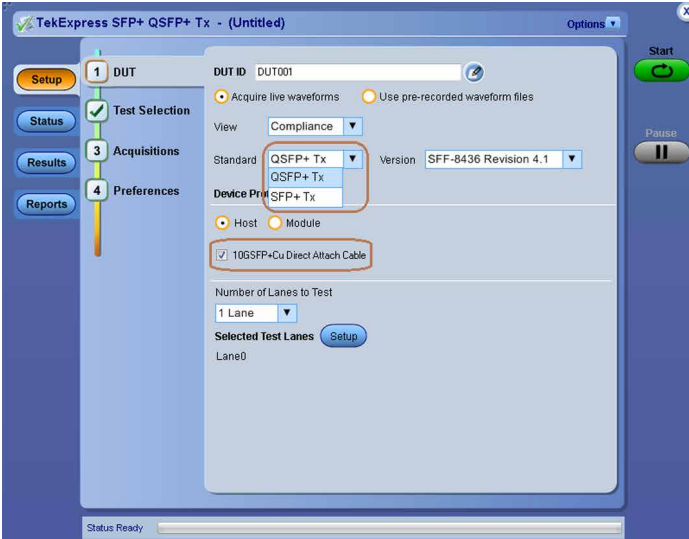 TekExpress SFP+ QSFP+ Tx - (Untitled)
Options
Start
Setup
Status
Results
Reports
Pause
1 DUT
Test Selection
3 Acquisitions
4 Preferences
DUT ID DUT001
Acquire live waveforms Use pre-recorded waveform files
View Compliance
Standard QSFP+ Tx Version SFF-8436 Revision 4.1
QSFP+ Tx
SFP+ Tx
Device
Host Module
10GSFP+Cu Direct Attach Cable
Number of Lanes to Test
1 Lane
Selected Test Lanes Setup
Lane0
Status Ready